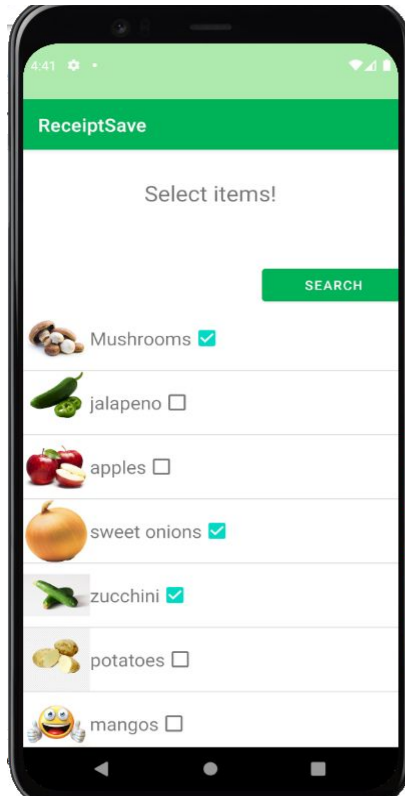 4:41
ReceiptSave
Select items!
SEARCH
Mushrooms
jalapeno
apples
sweet onions
zucchini
potatoes
mangos